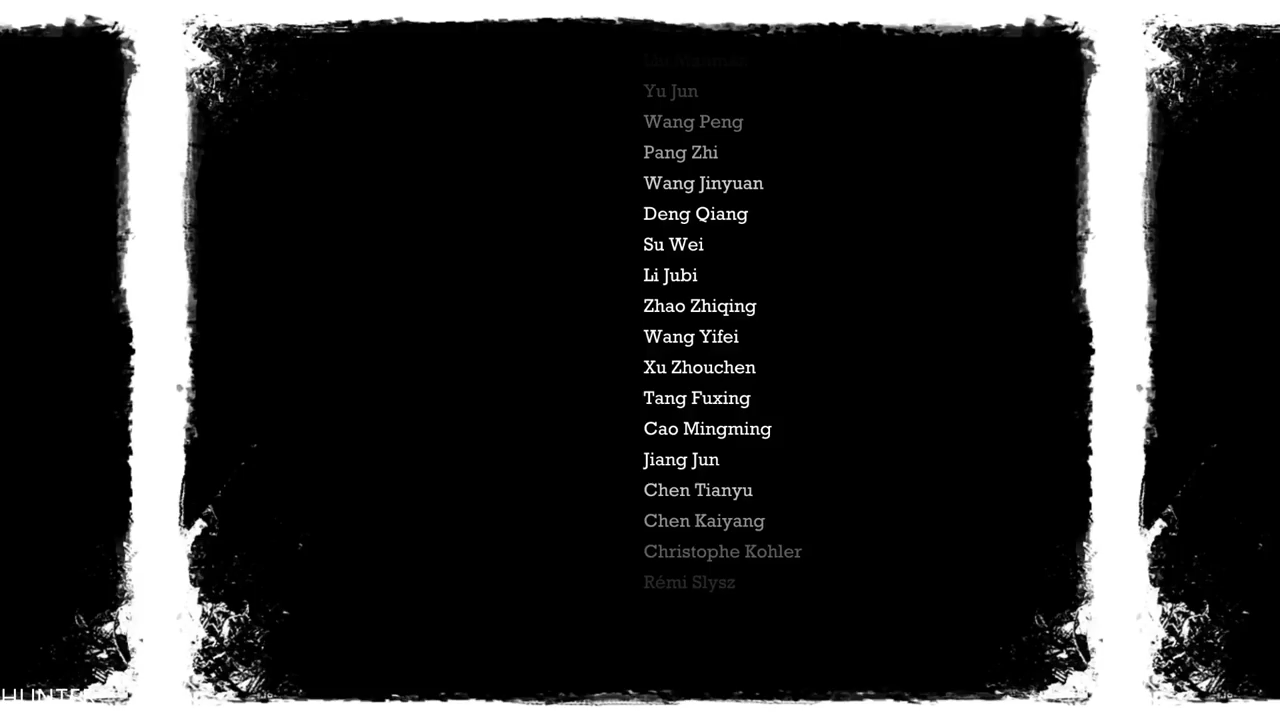 Yu Jun
Wang Peng
Pang Zhi
Wang Jinyuan
Deng Qiang
Su Wei
Li Jubi
Zhao Zhiqing
Wang Yifei
Xu Zhouchen
Tang Fuxing
Cao Mingming
Jiang Jun
Chen Tianyu
Chen Kaiyang
Christophe Kohler
Rémi Slysz
HUNTER